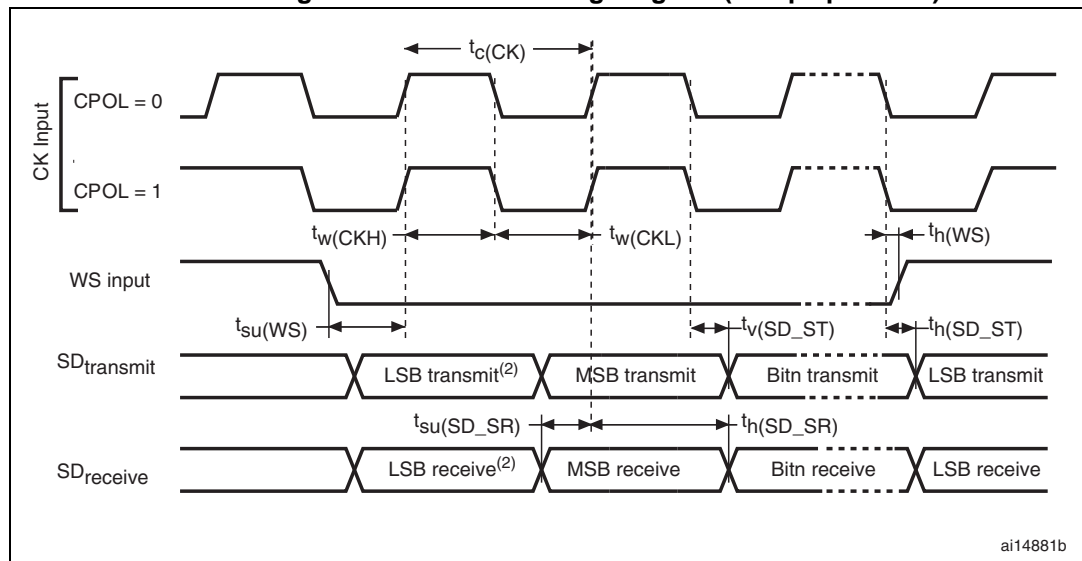 tc(CK)
CK Input
CPOL = 0
CPOL = 1
tw(CKH)
tw(CKL)
th(WS)
WS input
tsu(WS)
tv(SD_ST)
th(SD_ST)
SDtransmit
LSB transmit(2)
MSB transmit
Bitn transmit
LSB transmit
tsu(SD_SR)
th(SD_SR)
SDreceive
LSB receive(2)
MSB receive
Bitn receive
LSB receive
ai14881b